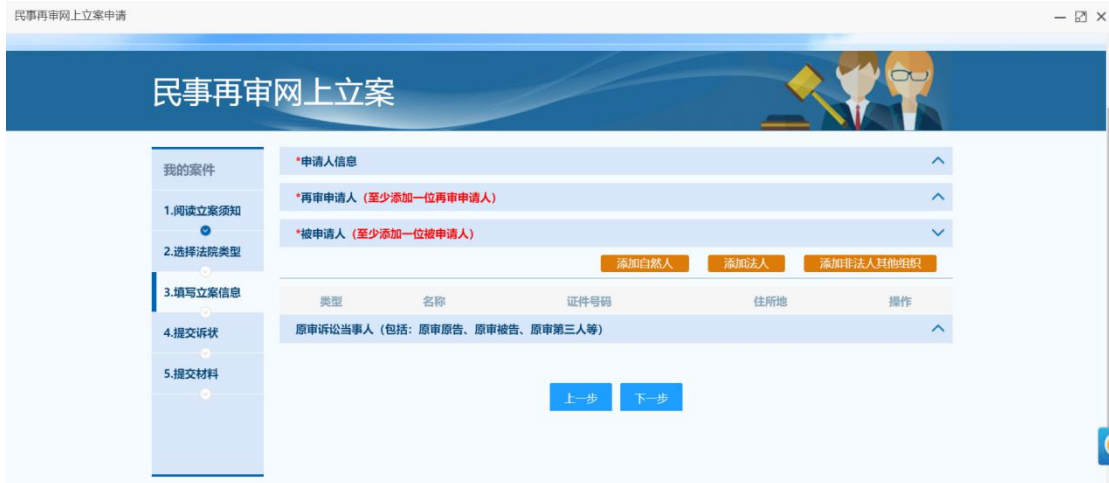 民事再审网上立案申请
民事再审网上立案
我的案件
1.阅读立案须知
2.选择法院类型
3.填写立案信息
4.提交诉状
5.提交材料
*申请人信息
*再审申请人（至少添加一位再审申请人）
*被申请人（至少添加一位被申请人）
添加自然人 添加法人 添加非法人其他组织
类型 名称 证件号码 住所地 操作
原审诉讼当事人（包括：原审原告、原审被告、原审第三人等）
上一步 下一步